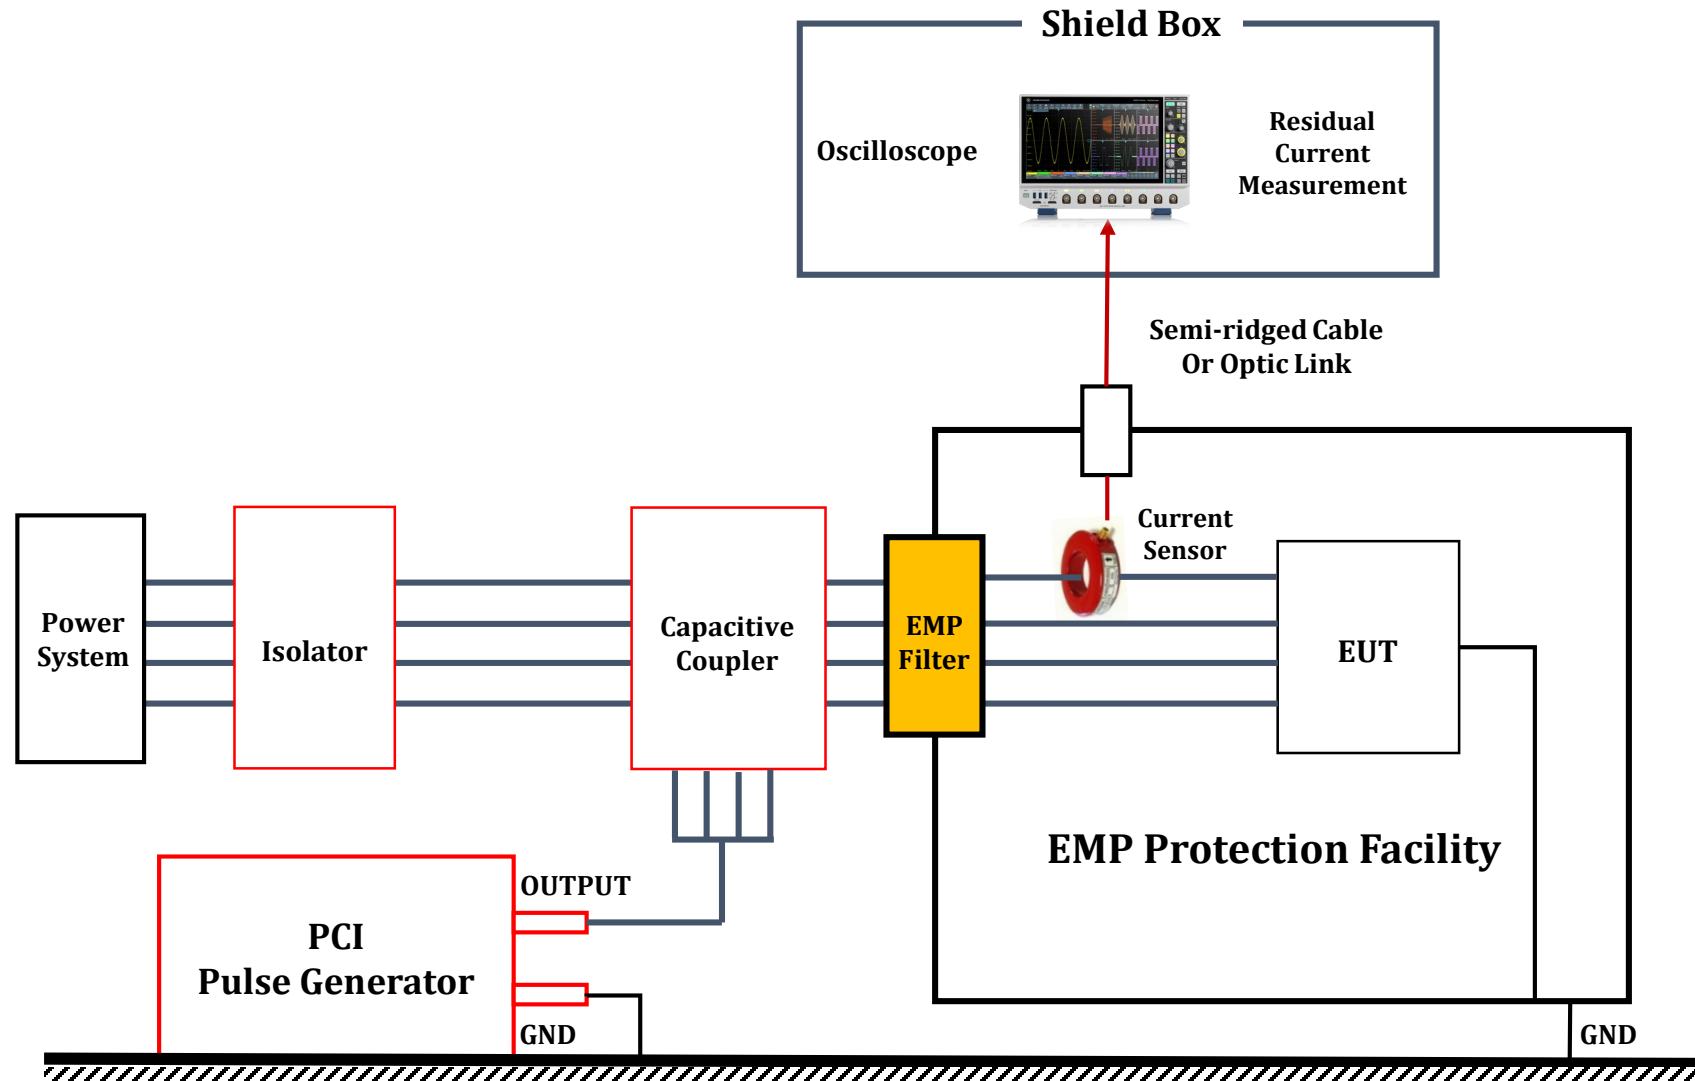 Shield Box
Oscilloscope
Residual
Current
Measurement
Semi-ridged Cable
Or Optic Link
Current
Sensor
Power
System
Isolator
Capacitive
Coupler
EMP
Filter
EUT
EMP Protection Facility
OUTPUT
PCI
Pulse Generator
GND
GND